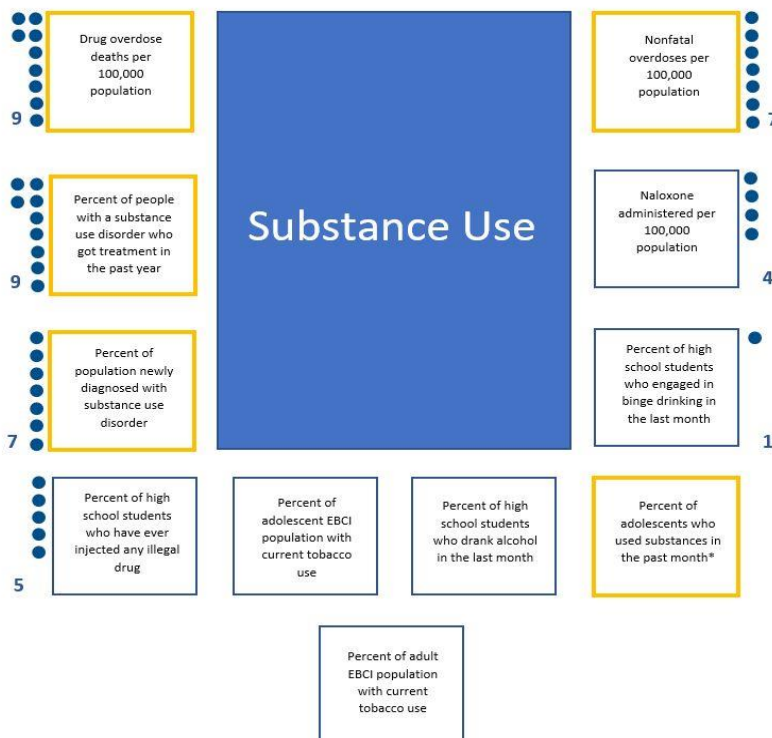 Drug overdose
deaths per
100,000
population
9
Nonfatal
overdoses per
100,000
population
7
Percent of people
with a substance
use disorder who
got treatment in
the past year
9
Substance Use
Naloxone
administered per
100,000
population
4
Percent of
population newly
diagnosed with
substance use
disorder
7
Percent of high
school students
who engaged in
binge drinking in
the last month
1
Percent of high
school students
who have ever
injected any illegal
drug
5
Percent of
adolescent EBCI
population with
current tobacco
use
Percent of high
school students
who drank alcohol
in the last month
Percent of
adolescents who
used substances in
the past month*
Percent of adult
EBCI population
with current
tobacco use